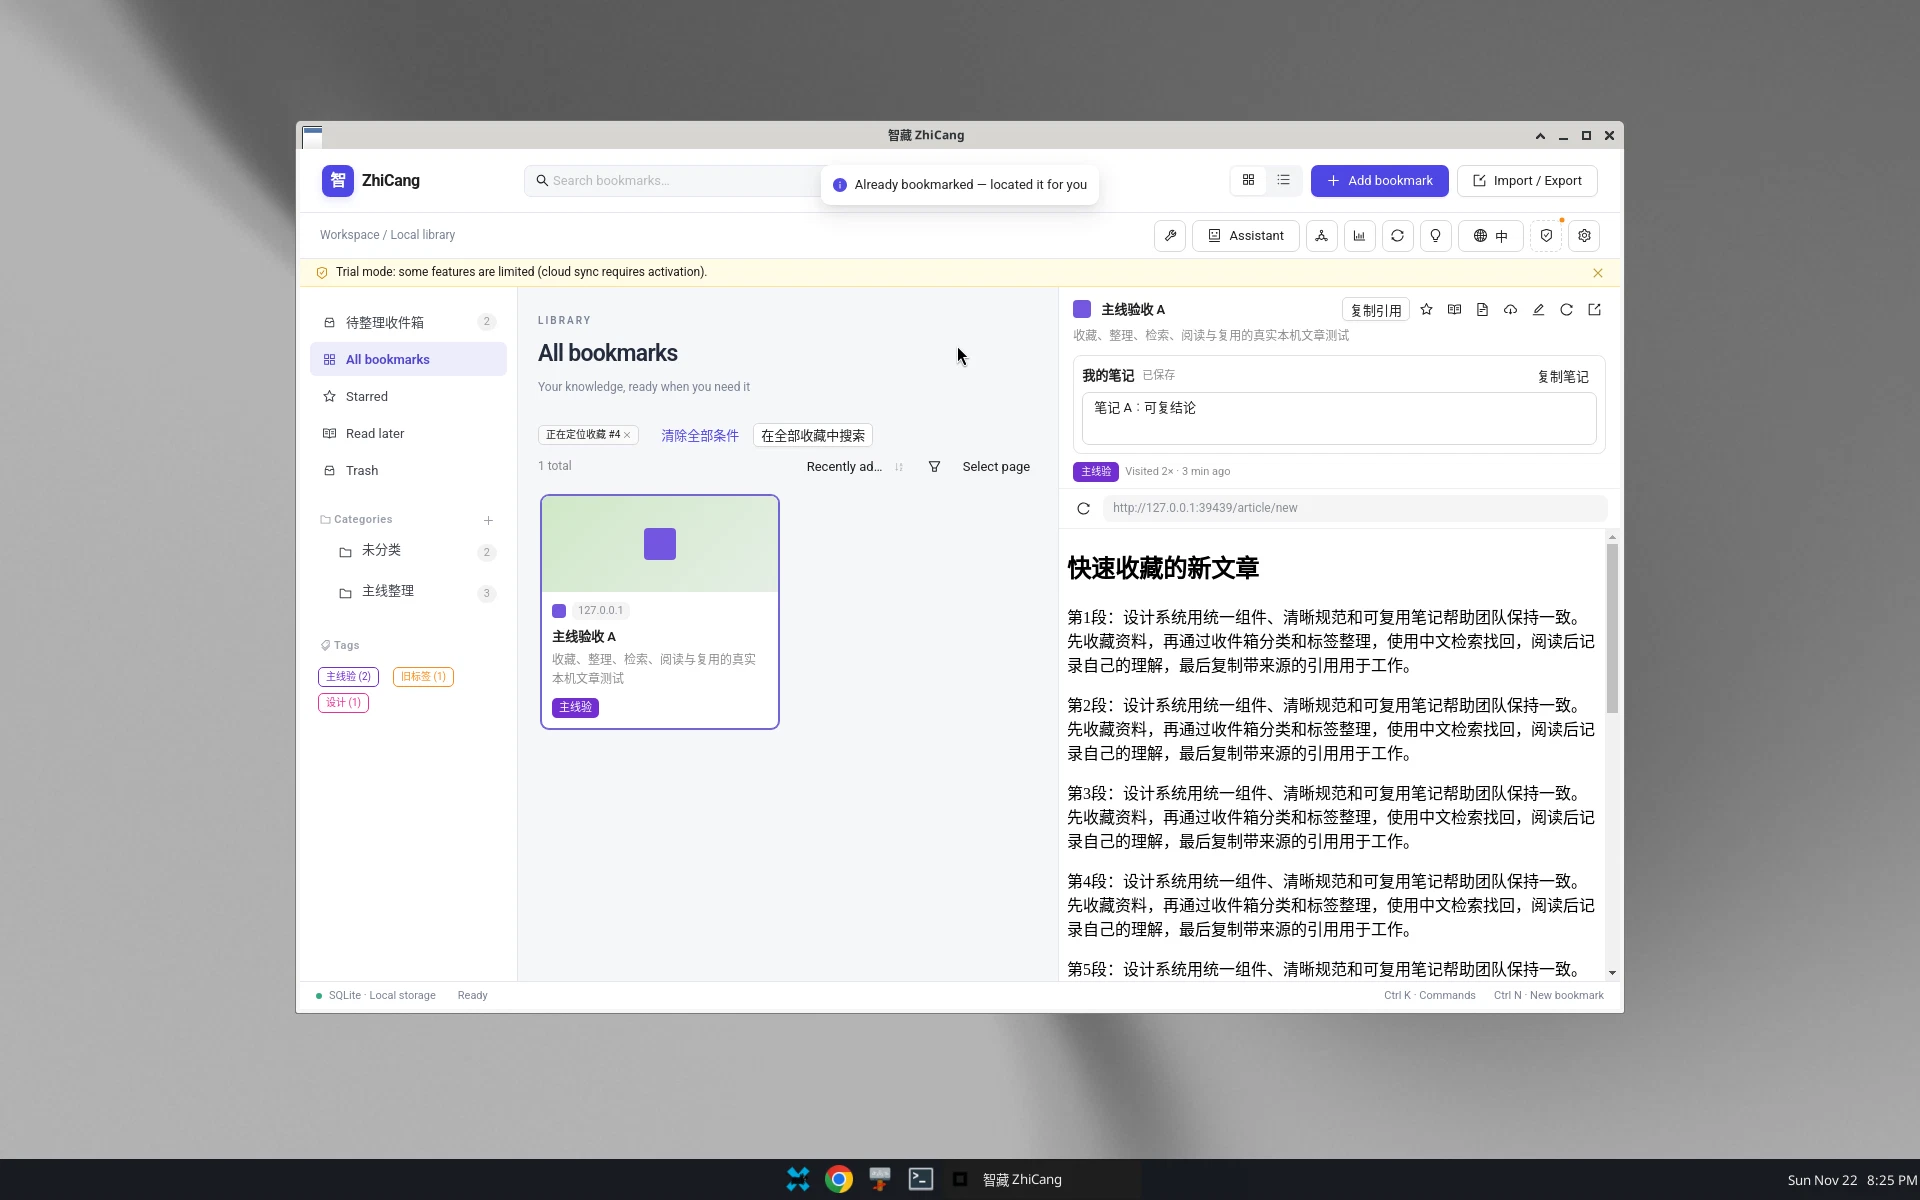 智藏 ZhiCang
智 ZhiCang
Search bookmarks...
Already bookmarked — located it for you
Add bookmark
Import / Export
Workspace / Local library
Assistant
中
Trial mode: some features are limited (cloud sync requires activation).
待整理收件箱 2
All bookmarks
Starred
Read later
Trash
Categories
未分类 2
主线整理 3
Tags
主线验 (2) 旧标签 (1)
设计 (1)
LIBRARY
All bookmarks
Your knowledge, ready when you need it
正在定位收藏 #4 清除全部条件 在全部收藏中搜索
1 total Recently ad... Select page
127.0.0.1
主线验收 A
收藏、整理、检索、阅读与复用的真实
本机文章测试
主线验
主线验收 A 复制引用
收藏、整理、检索、阅读与复用的真实本机文章测试
我的笔记 已保存 复制笔记
笔记 A：可复结论
主线验 Visited 2× · 3 min ago
http://127.0.0.1:39439/article/new
快速收藏的新文章
第1段：设计系统用统一组件、清晰规范和可复用笔记帮助团队保持一致。
先收藏资料，再通过收件箱分类和标签整理，使用中文检索找回，阅读后记
录自己的理解，最后复制带来源的引用用于工作。
第2段：设计系统用统一组件、清晰规范和可复用笔记帮助团队保持一致。
先收藏资料，再通过收件箱分类和标签整理，使用中文检索找回，阅读后记
录自己的理解，最后复制带来源的引用用于工作。
第3段：设计系统用统一组件、清晰规范和可复用笔记帮助团队保持一致。
先收藏资料，再通过收件箱分类和标签整理，使用中文检索找回，阅读后记
录自己的理解，最后复制带来源的引用用于工作。
第4段：设计系统用统一组件、清晰规范和可复用笔记帮助团队保持一致。
先收藏资料，再通过收件箱分类和标签整理，使用中文检索找回，阅读后记
录自己的理解，最后复制带来源的引用用于工作。
第5段：设计系统用统一组件、清晰规范和可复用笔记帮助团队保持一致。
SQLite · Local storage Ready
Ctrl K · Commands Ctrl N · New bookmark
智藏 ZhiCang
Sun Nov 22 8:25 PM